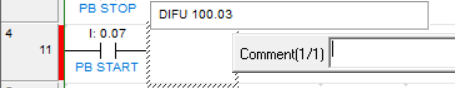 PB STOP
DIFU 100.03
4
I: 0.07
11
Comment(1/1)
PB START